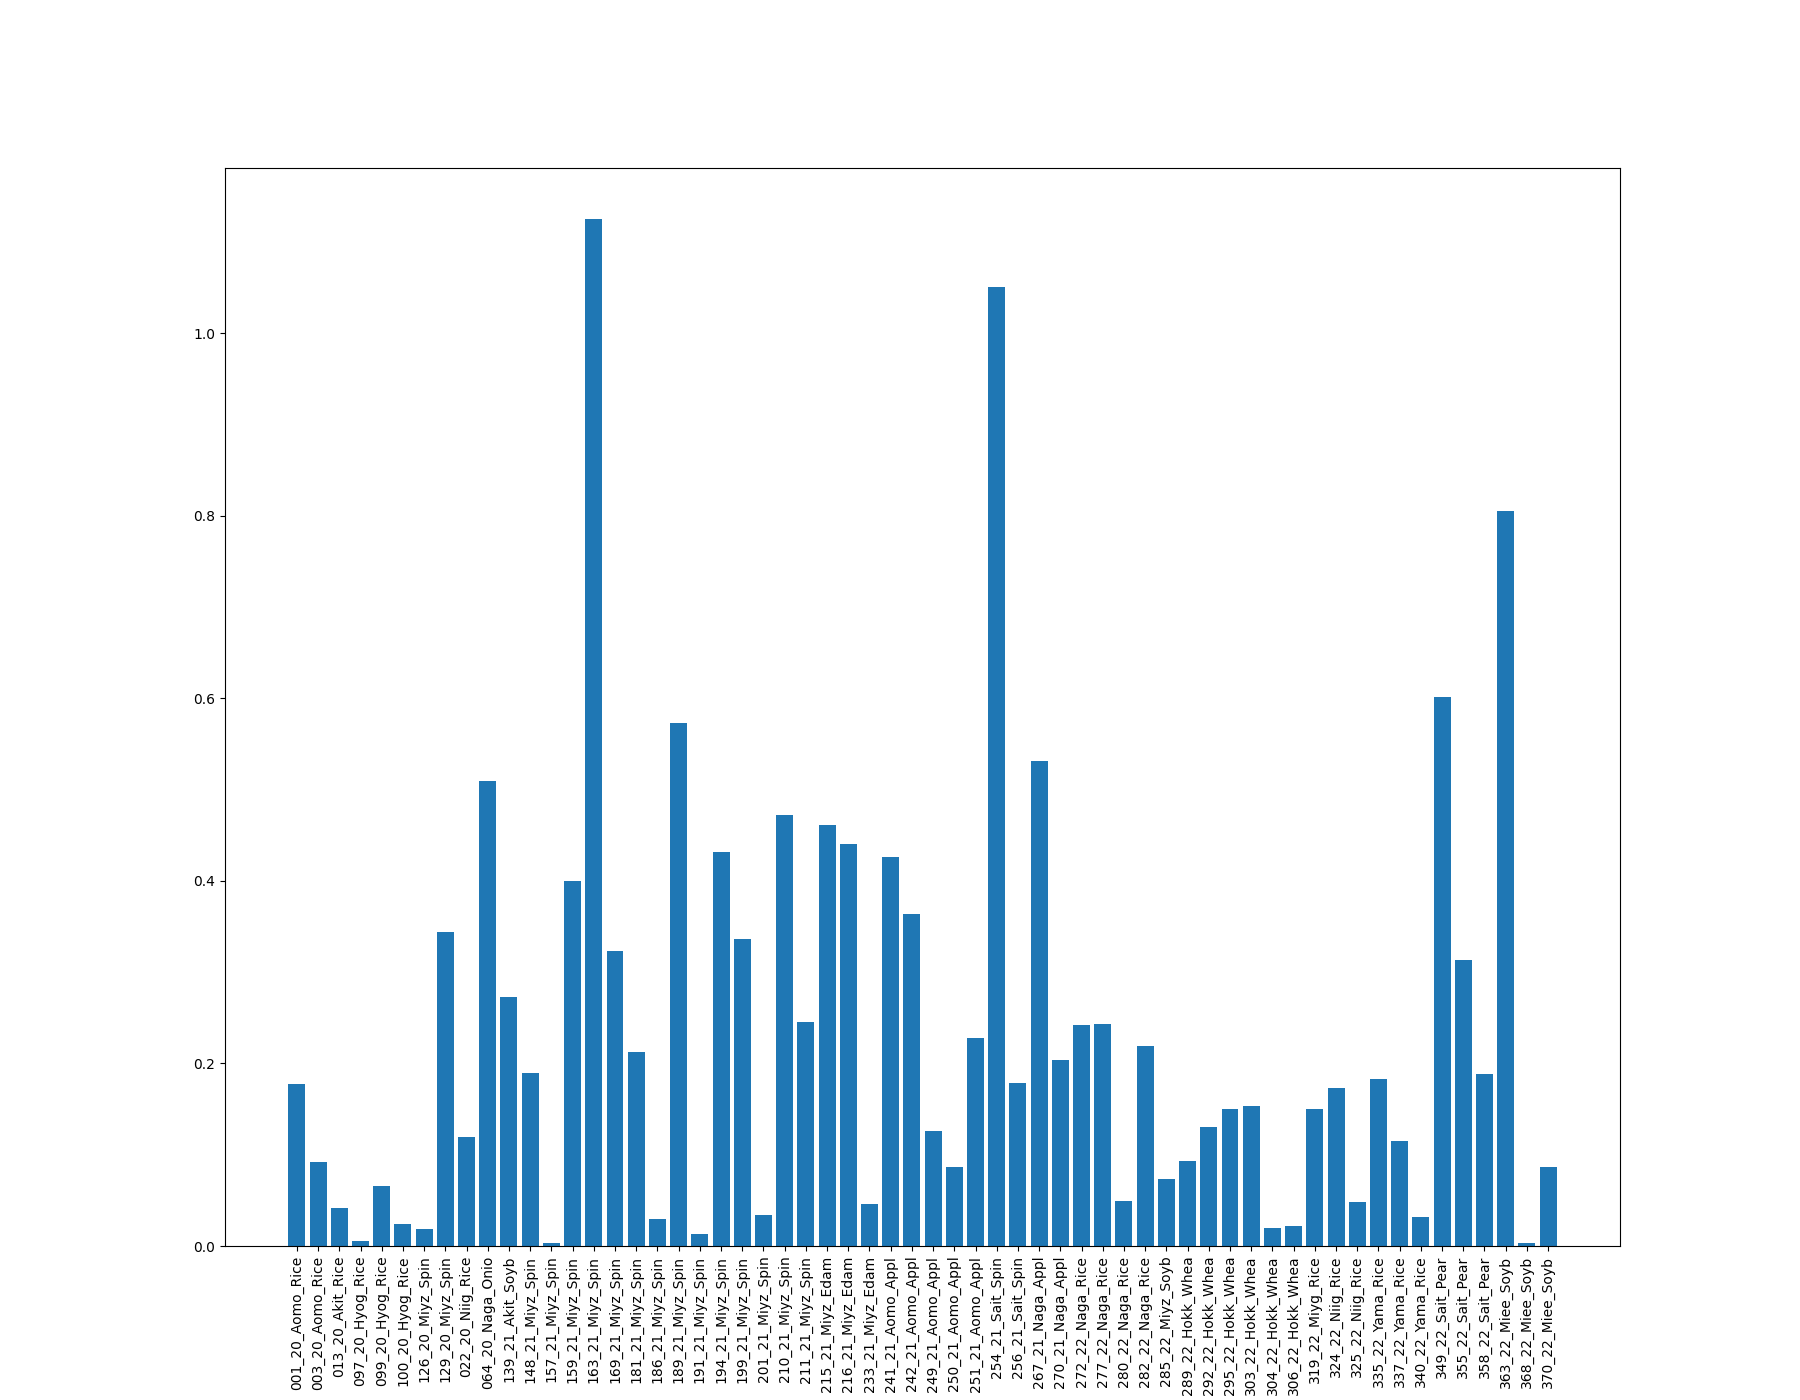 1.0
0.8
0.6
0.4
0.2
0.0
001_20_Aomo_Rice
003_20_Aomo_Rice
013_20_Akit_Rice
097_20_Hyog_Rice
099_20_Hyog_Rice
100_20_Hyog_Rice
126_20_Miyz_Spin
129_20_Miyz_Spin
022_20_Niig_Rice
064_20_Naga_Onio
139_21_Akit_Soyb
148_21_Miyz_Spin
157_21_Miyz_Spin
159_21_Miyz_Spin
163_21_Miyz_Spin
169_21_Miyz_Spin
181_21_Miyz_Spin
186_21_Miyz_Spin
189_21_Miyz_Spin
191_21_Miyz_Spin
194_21_Miyz_Spin
199_21_Miyz_Spin
201_21_Miyz_Spin
210_21_Miyz_Spin
211_21_Miyz_Spin
215_21_Miyz_Edam
216_21_Miyz_Edam
233_21_Miyz_Edam
241_21_Aomo_Appl
242_21_Aomo_Appl
249_21_Aomo_Appl
250_21_Aomo_Appl
251_21_Aomo_Appl
254_21_Sait_Spin
256_21_Sait_Spin
267_21_Naga_Appl
270_21_Naga_Appl
272_22_Naga_Rice
277_22_Naga_Rice
280_22_Naga_Rice
282_22_Naga_Rice
285_22_Miyz_Soyb
289_22_Hokk_Whea
292_22_Hokk_Whea
295_22_Hokk_Whea
303_22_Hokk_Whea
304_22_Hokk_Whea
306_22_Hokk_Whea
319_22_Miyg_Rice
324_22_Niig_Rice
325_22_Niig_Rice
335_22_Yama_Rice
337_22_Yama_Rice
340_22_Yama_Rice
349_22_Sait_Pear
355_22_Sait_Pear
358_22_Sait_Pear
363_22_Miee_Soyb
368_22_Miee_Soyb
370_22_Miee_Soyb